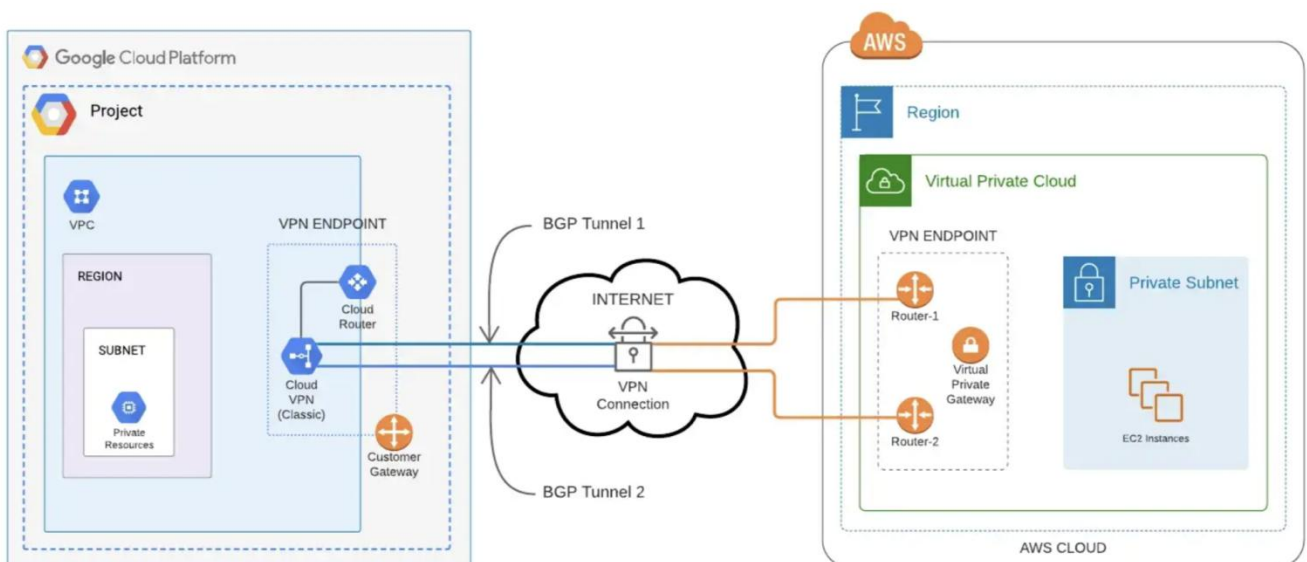 Google Cloud Platform
Project
VPC
REGION
SUBNET
Private
Resources
VPN ENDPOINT
Cloud
Router
Cloud
VPN
(Classic)
Customer
Gateway
BGP Tunnel 1
INTERNET
VPN
Connection
BGP Tunnel 2
AWS
Region
Virtual Private Cloud
VPN ENDPOINT
Router-1
Virtual
Private
Gateway
Router-2
Private Subnet
EC2 Instances
AWS CLOUD